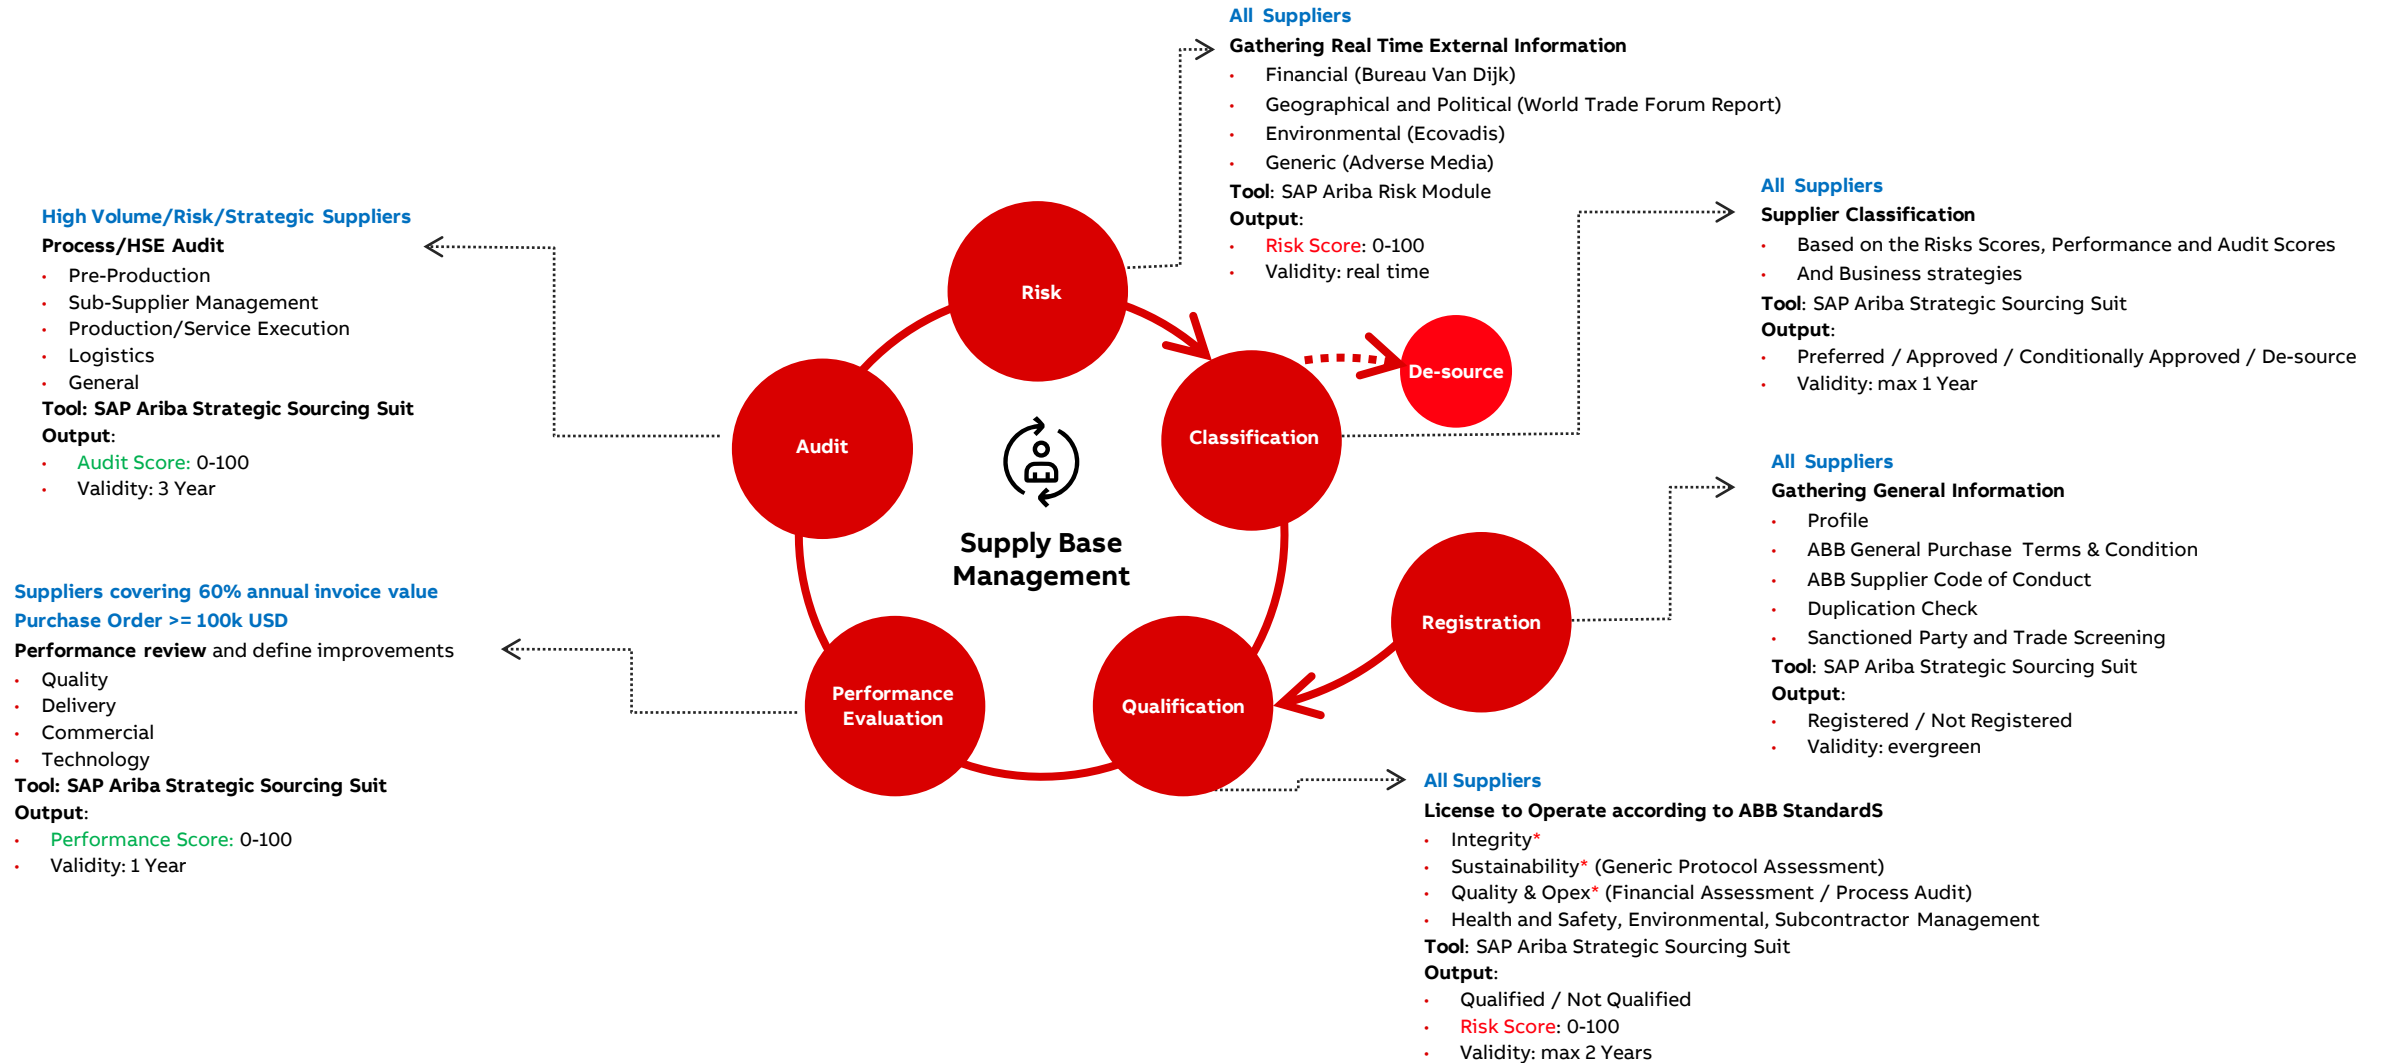 All Suppliers
Gathering Real Time External Information
• Financial (Bureau Van Dijk)
• Geographical and Political (World Trade Forum Report)
• Environmental (Ecovadis)
• Generic (Adverse Media)
Tool: SAP Ariba Risk Module
Output:
• Risk Score: 0-100
• Validity: real time
All Suppliers
Supplier Classification
• Based on the Risks Scores, Performance and Audit Scores
• And Business strategies
Tool: SAP Ariba Strategic Sourcing Suit
Output:
• Preferred / Approved / Conditionally Approved / De-source
• Validity: max 1 Year
High Volume/Risk/Strategic Suppliers
Process/HSE Audit
• Pre-Production
• Sub-Supplier Management
• Production/Service Execution
• Logistics
• General
Tool: SAP Ariba Strategic Sourcing Suit
Output:
• Audit Score: 0-100
• Validity: 3 Year
Risk
De-source
Classification
Audit
Supply Base
Management
Registration
Qualification
Performance
Evaluation
All Suppliers
Gathering General Information
• Profile
• ABB General Purchase Terms & Condition
• ABB Supplier Code of Conduct
• Duplication Check
• Sanctioned Party and Trade Screening
Tool: SAP Ariba Strategic Sourcing Suit
Output:
• Registered / Not Registered
• Validity: evergreen
Suppliers covering 60% annual invoice value
Purchase Order >= 100k USD
Performance review and define improvements
• Quality
• Delivery
• Commercial
• Technology
Tool: SAP Ariba Strategic Sourcing Suit
Output:
• Performance Score: 0-100
• Validity: 1 Year
All Suppliers
License to Operate according to ABB StandardS
• Integrity*
• Sustainability* (Generic Protocol Assessment)
• Quality & Opex* (Financial Assessment / Process Audit)
• Health and Safety, Environmental, Subcontractor Management
Tool: SAP Ariba Strategic Sourcing Suit
Output:
• Qualified / Not Qualified
• Risk Score: 0-100
• Validity: max 2 Years